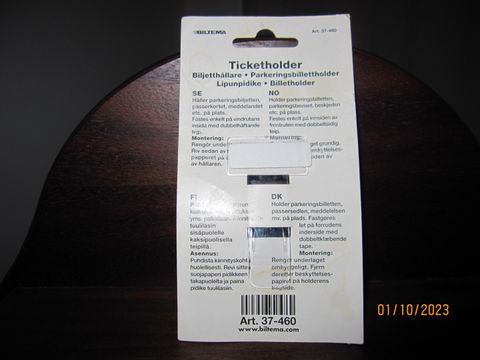 BILTEMA
Art. 37-460
Ticketholder
Biljetthållare • Parkeringsbillettholder
Lipunpidike • Billetholder
SE
Håller parkeringsbiljetten,
passerkortet, meddelandet
etc. på plats.
Fästes enkelt på vindrutans
insida med dubbelhäftande
tejp.
Montering:
Rengör under
Riv sedan av
pappuret på
av hållaren.
NO
Holder parkeringsbilletten,
parkeringsbeviset, beskjeden
etc. på plass.
Festes enkelt på innsiden av
frontruten med dobbeltsidig
teip.
Montering:
grundig.
FI
tuulilasin
sisäpuolelle
kaksipuolisella
teipillä.
Asennus:
Puhdista kiinnityskoht
huolellisesti. Revi sitten
suojapaperi pidikkeen
takapuolelta ja paina
pidike tuulilasiin.
DK
Holder parkeringsbilletten,
passersedlen, meddelelsen
mv. på plads. Fastgøres
let på forrudens
inderside med
dobbeltklæbende
tape.
Montering:
Rengør underlaget
omhyggeligt. Fjern
derefter beskyttelses-
papiret på holderens
bagside.
Art. 37-460
www.biltema.com
01/10/2023